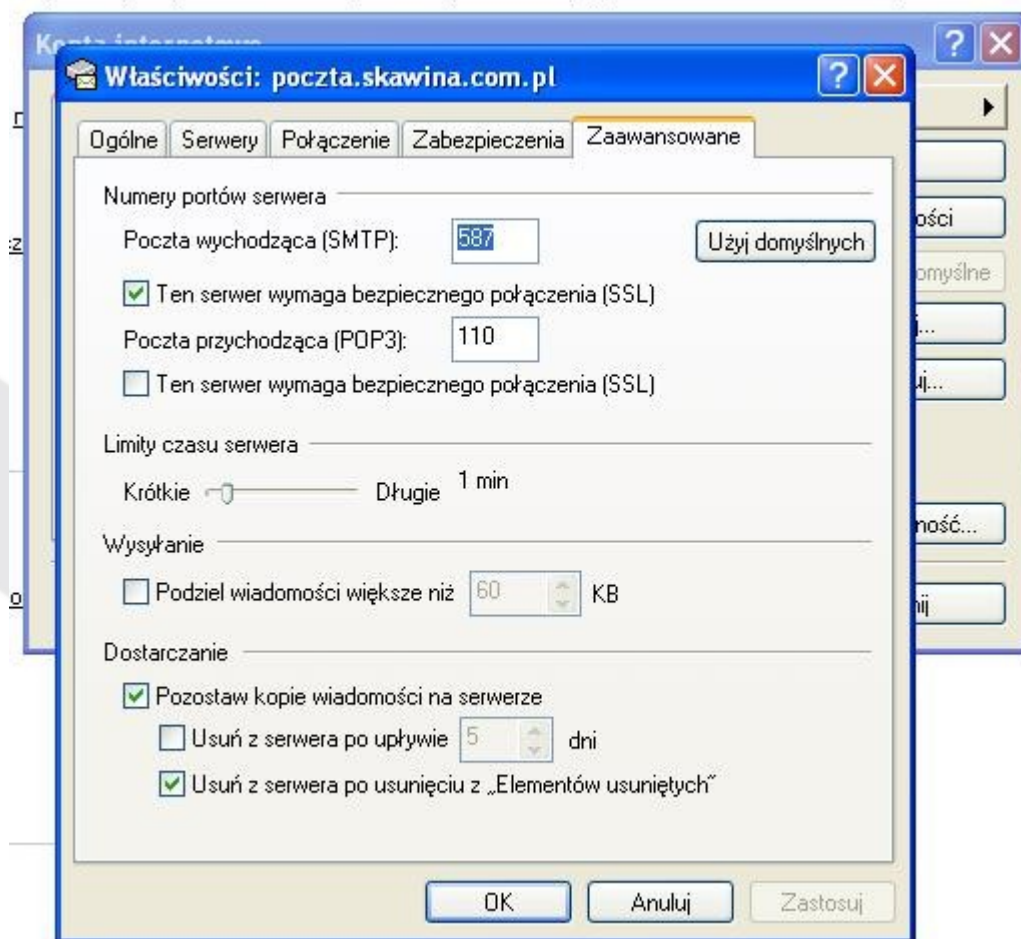 Konta internetowe
Właściwości: poczta.skawina.com.pl
Ogólne Serwery Połączenie Zabezpieczenia Zaawansowane
Numery portów serwera
Poczta wychodząca (SMTP): 587 Użyj domyślnych
Ten serwer wymaga bezpiecznego połączenia (SSL)
Poczta przychodząca (POP3): 110
Ten serwer wymaga bezpiecznego połączenia (SSL)
Limity czasu serwera
Krótkie Długie 1 min
Wysyłanie
Podziel wiadomości większe niż 60 KB
Dostarczanie
Pozostaw kopie wiadomości na serwerze
Usuń z serwera po upływie 5 dni
Usuń z serwera po usunięciu z „Elementów usuniętych”
OK Anuluj Zastosuj